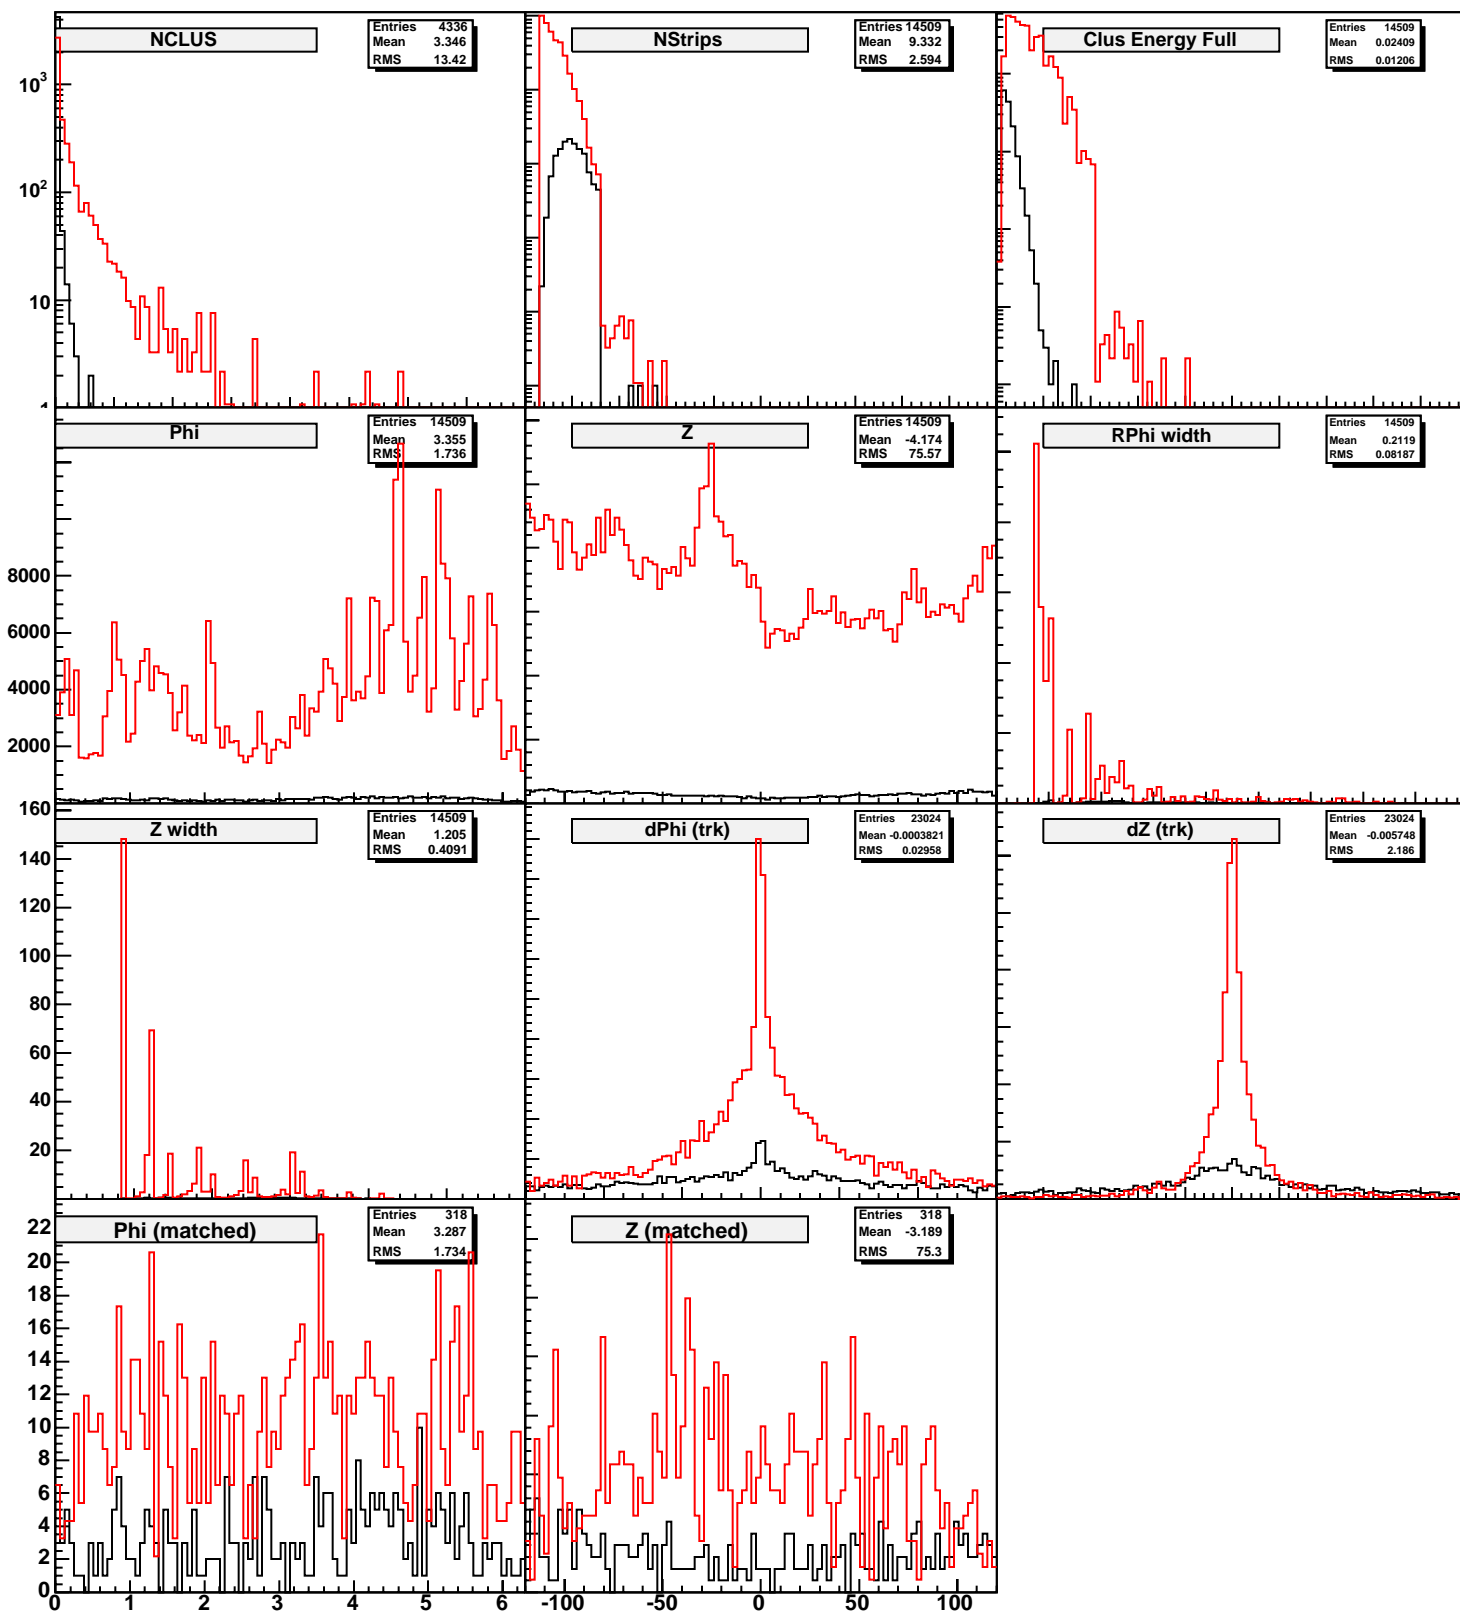 NCLUS
Entries 4336
Mean 3.346
RMS 13.42
NStrips
Entries 14509
Mean 9.332
RMS 2.594
Clus Energy Full
Entries 14509
Mean 0.02409
RMS 0.01206
10^3
10^2
10
1
Phi
Entries 14509
Mean 3.355
RMS 1.736
Z
Entries 14509
Mean -4.174
RMS 75.57
RPhi width
Entries 14509
Mean 0.2119
RMS 0.08187
8000
6000
4000
2000
Z width
Entries 14509
Mean 1.205
RMS 0.4091
dPhi (trk)
Entries 23024
Mean -0.0003821
RMS 0.02958
dZ (trk)
Entries 23024
Mean -0.005748
RMS 2.186
160
140
120
100
80
60
40
20
Phi (matched)
Entries 318
Mean 3.287
RMS 1.734
Z (matched)
Entries 318
Mean -3.189
RMS 75.3
22
20
18
16
14
12
10
8
6
4
2
0
0 1 2 3 4 5 6
-100 -50 0 50 100